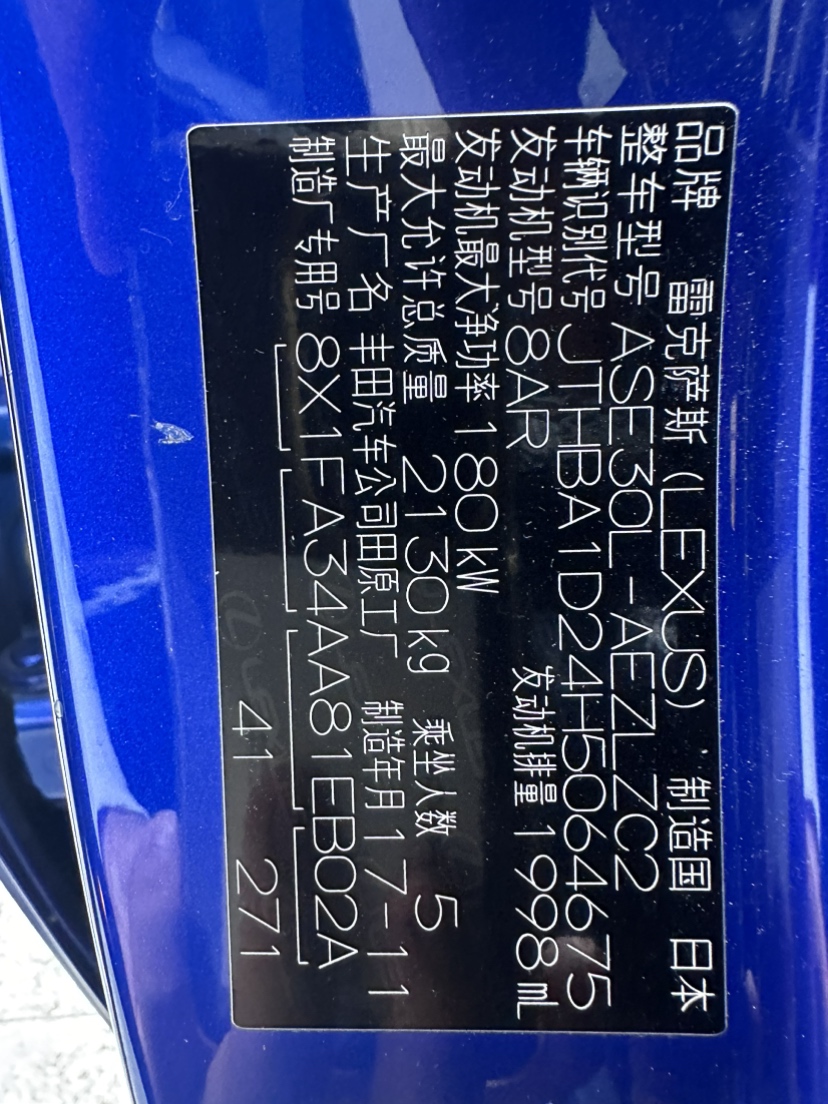 品牌 雷克萨斯 (LEXUS) 制造国 日本
整车型号 ASE30L-AEZLZC2
车辆识别代号 JTHBA1D24H5064675
发动机型号 8AR 发动机排量 1998 mL
发动机最大净功率 180 kW
最大允许总质量 2130 kg 乘坐人数 5
生产厂名 丰田汽车公司田原工厂 制造年月 17-11
制造厂专用号 8X1FA34AA81EB02A
41 271